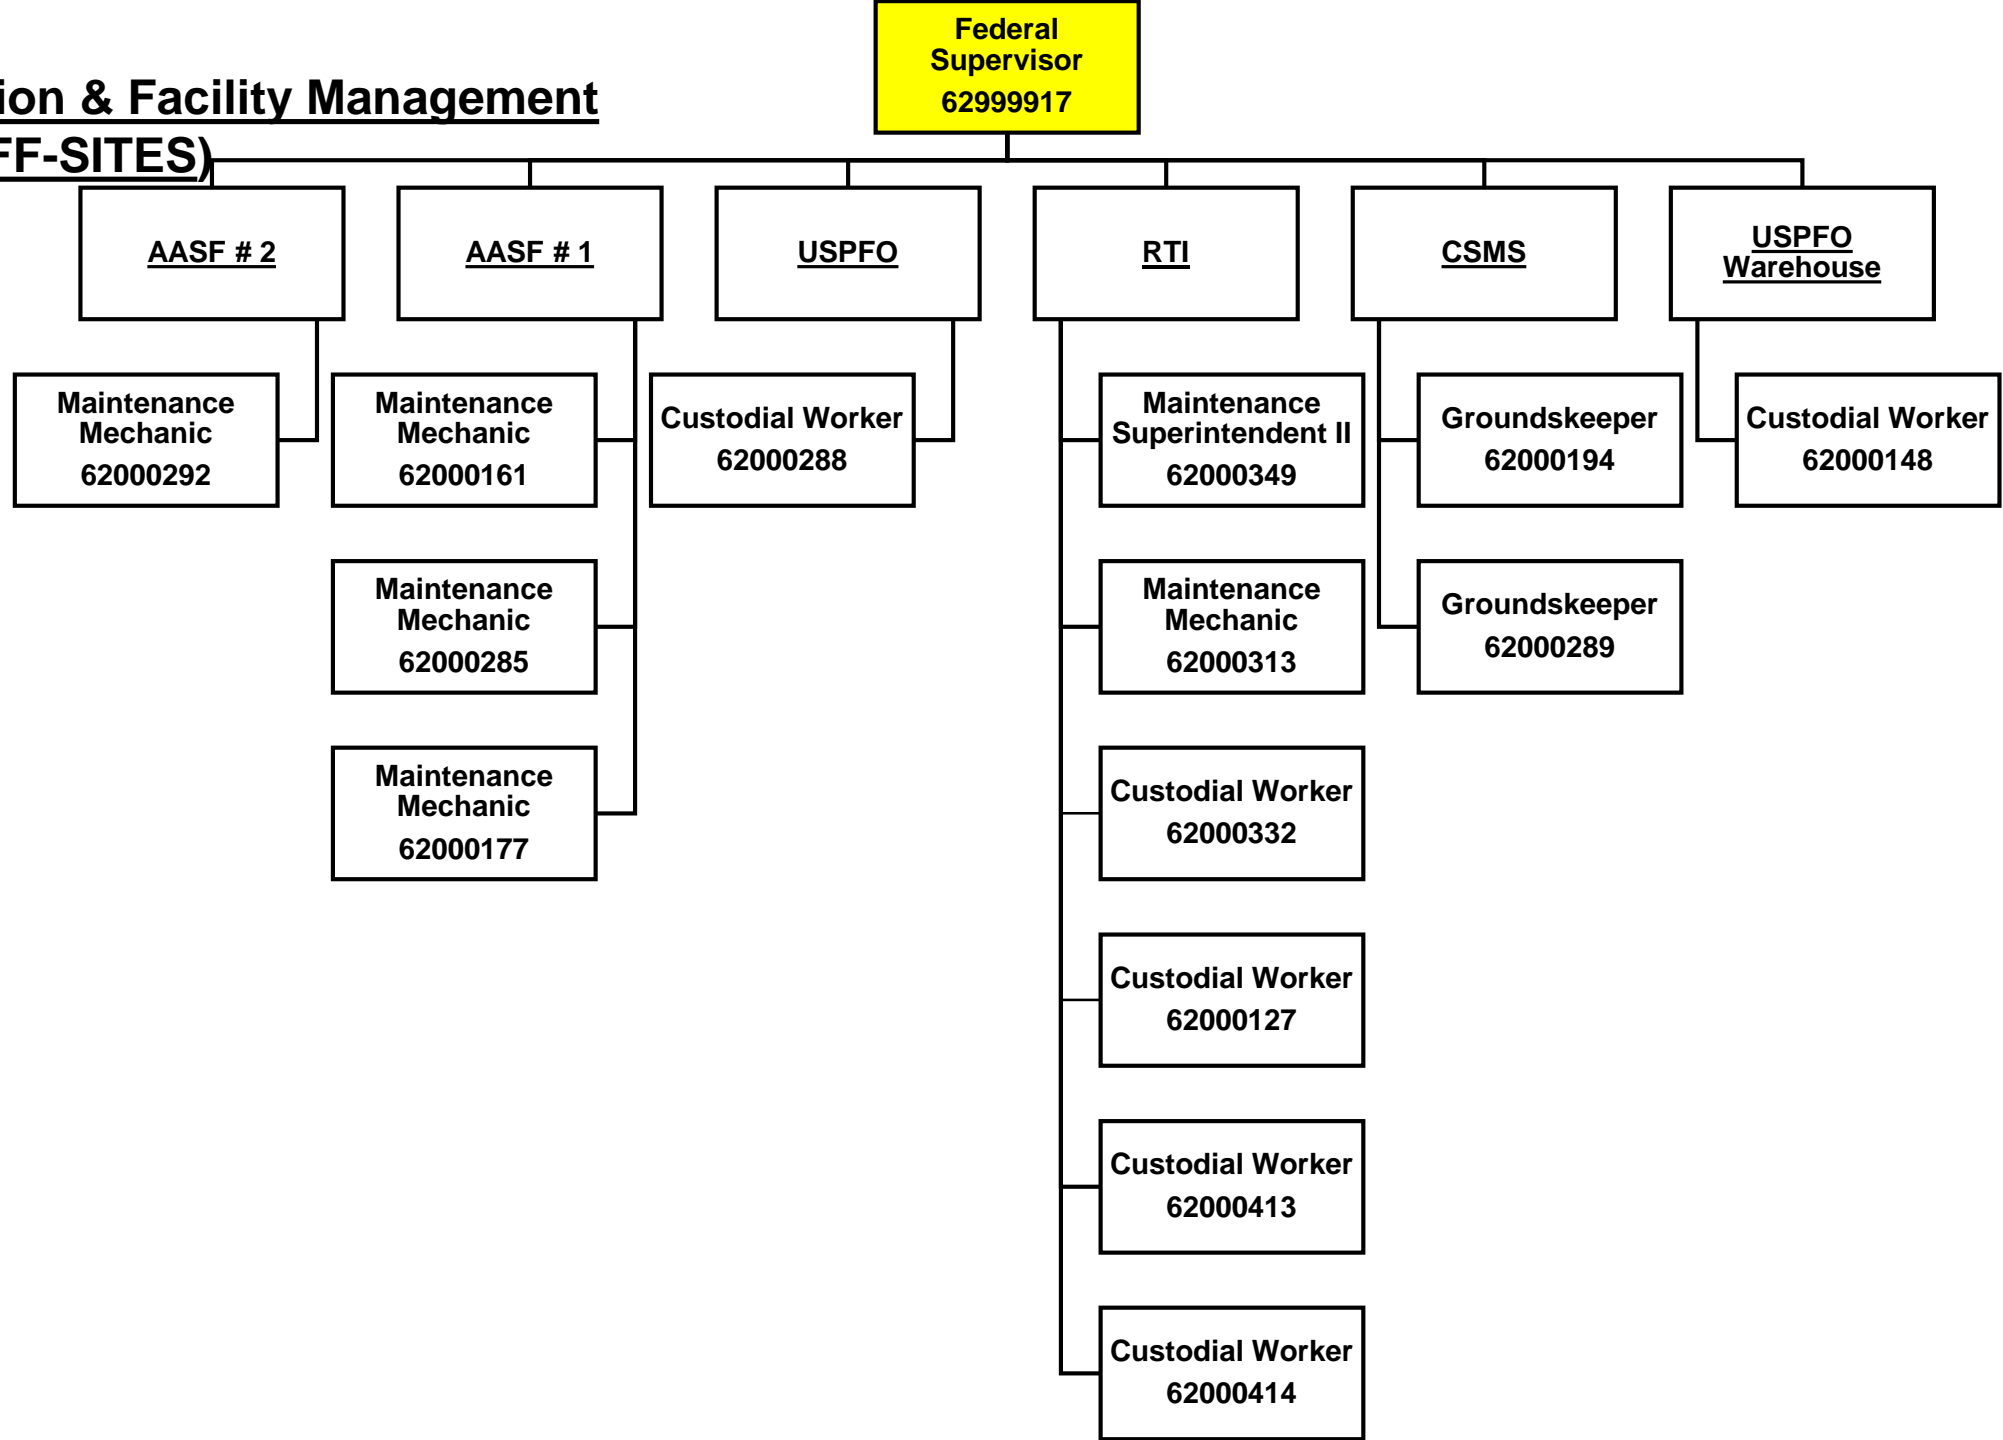 Federal
Supervisor
62999917
ion & Facility Management
FF-SITES)
AASF # 2
AASF # 1
USPFO
RTI
CSMS
USPFO
Warehouse
Maintenance
Mechanic
62000292
Maintenance
Mechanic
62000161
Custodial Worker
62000288
Maintenance
Superintendent II
62000349
Groundskeeper
62000194
Custodial Worker
62000148
Maintenance
Mechanic
62000285
Maintenance
Mechanic
62000313
Groundskeeper
62000289
Maintenance
Mechanic
62000177
Custodial Worker
62000332
Custodial Worker
62000127
Custodial Worker
62000413
Custodial Worker
62000414